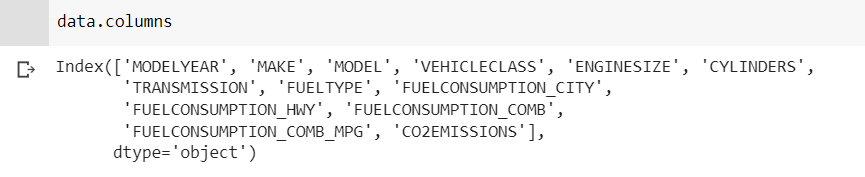 data.columns
Index(['MODELYEAR', 'MAKE', 'MODEL', 'VEHICLECLASS', 'ENGINESIZE', 'CYLINDERS',
'TRANSMISSION', 'FUELTYPE', 'FUELCONSUMPTION_CITY',
'FUELCONSUMPTION_HWY', 'FUELCONSUMPTION_COMB',
'FUELCONSUMPTION_COMB_MPG', 'CO2EMISSIONS'],
dtype='object')